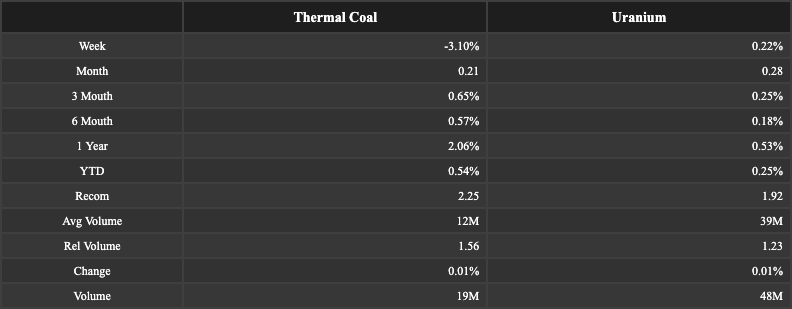 Thermal Coal Uranium
Week -3.10% 0.22%
Month 0.21 0.28
3 Mouth 0.65% 0.25%
6 Mouth 0.57% 0.18%
1 Year 2.06% 0.53%
YTD 0.54% 0.25%
Recom 2.25 1.92
Avg Volume 12M 39M
Rel Volume 1.56 1.23
Change 0.01% 0.01%
Volume 19M 48M